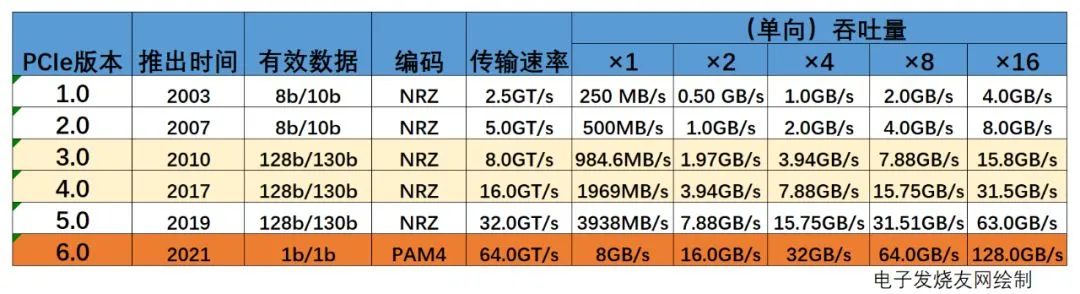 （单向）吞吐量
PCIe版本 推出时间 有效数据 编码 传输速率 ×1 ×2 ×4 ×8 ×16
1.0 2003 8b/10b NRZ 2.5GT/s 250 MB/s 0.50 GB/s 1.0GB/s 2.0GB/s 4.0GB/s
2.0 2007 8b/10b NRZ 5.0GT/s 500MB/s 1.0GB/s 2.0GB/s 4.0GB/s 8.0GB/s
3.0 2010 128b/130b NRZ 8.0GT/s 984.6MB/s 1.97GB/s 3.94GB/s 7.88GB/s 15.8GB/s
4.0 2017 128b/130b NRZ 16.0GT/s 1969MB/s 3.94GB/s 7.88GB/s 15.75GB/s 31.5GB/s
5.0 2019 128b/130b NRZ 32.0GT/s 3938MB/s 7.88GB/s 15.75GB/s 31.51GB/s 63.0GB/s
6.0 2021 1b/1b PAM4 64.0GT/s 8GB/s 16.0GB/s 32GB/s 64.0GB/s 128.0GB/s
电子发烧友网绘制